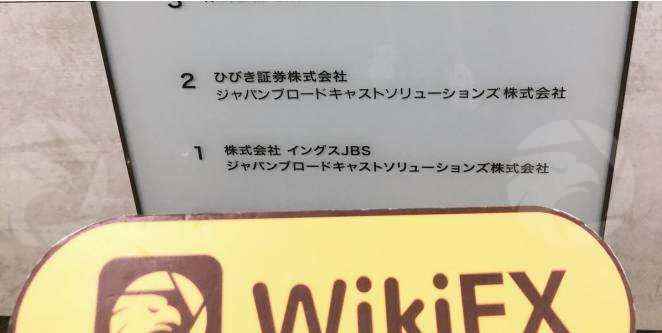 3
2 ひびき証券株式会社
ジャパンブロードキャストソリューションズ株式会社
1 株式会社 イングスJBS
ジャパンブロードキャストソリューションズ株式会社
WikiFX